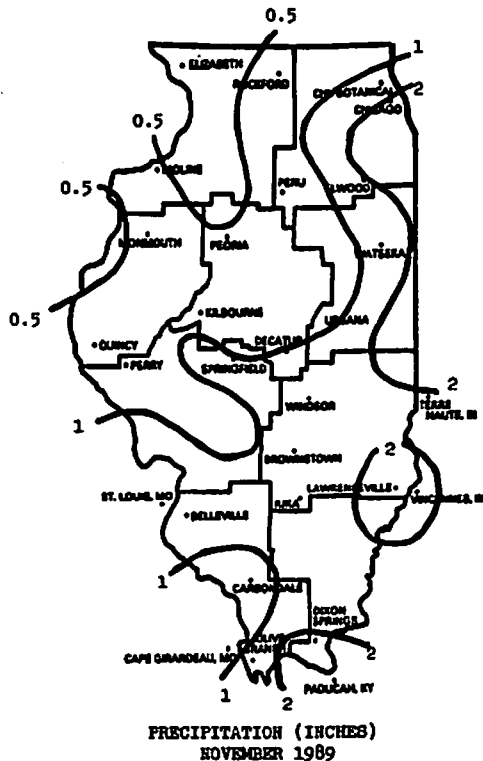 0.5
1
ELIZABETH
ROCKFORD
CHI BOTANICAL
2
CHICAGO
0.5
MOLINE
0.5
PERU
MONMOUTH
PEORIA
WATSEKA
0.5
KILBOURNE
URBANA
QUINCY
DECATUR
PERRY
SPRINGFIELD
2
WINDSOR
TERRE
HAUTE, IN
1
2
BROWNSTOWN
LAWRENCEVILLE
ST. LOUIS, MO
IUKA
VINCENNES, IN
BELLEVILLE
1
CARBONDALE
DIXON
SPRINGS
OLIVE
BRANCH
CAPE GIRARDEAU, MO
2
1
2
PADUCAH, KY
PRECIPITATION (INCHES)
NOVEMBER 1989